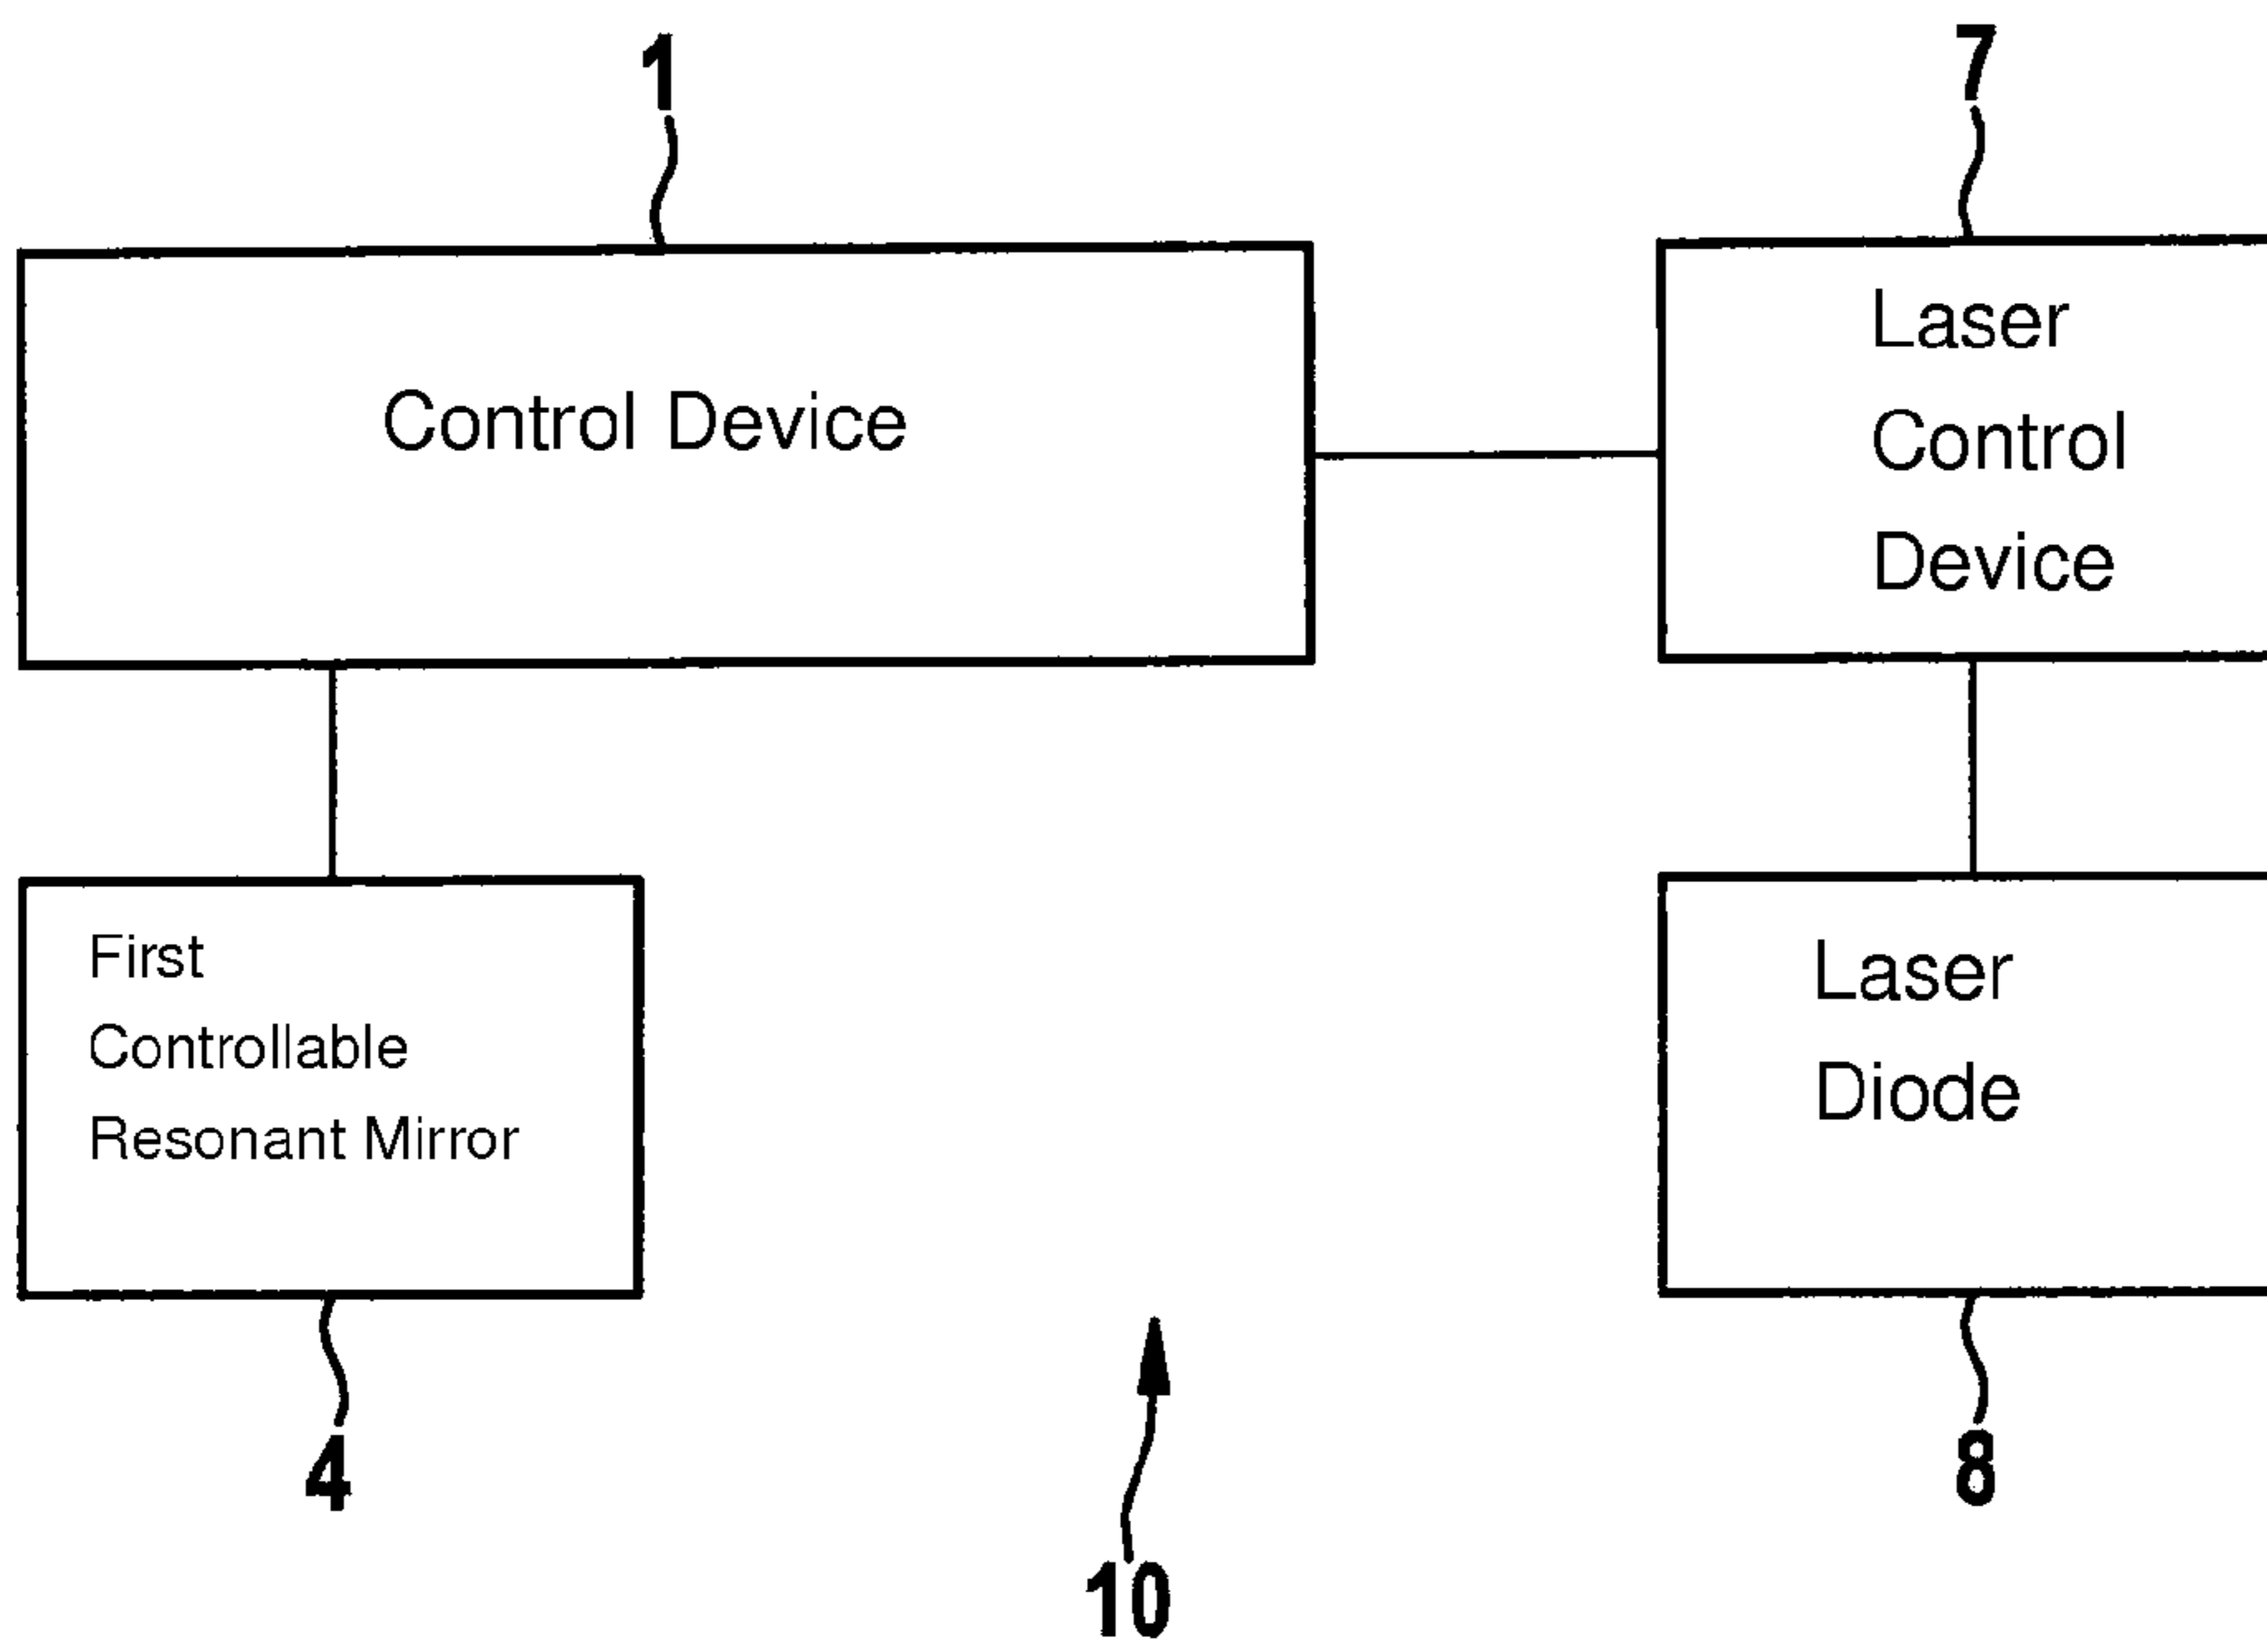 1
7
Control Device
Laser
Control
Device
First
Controllable
Resonant Mirror
Laser
Diode
4
8
10